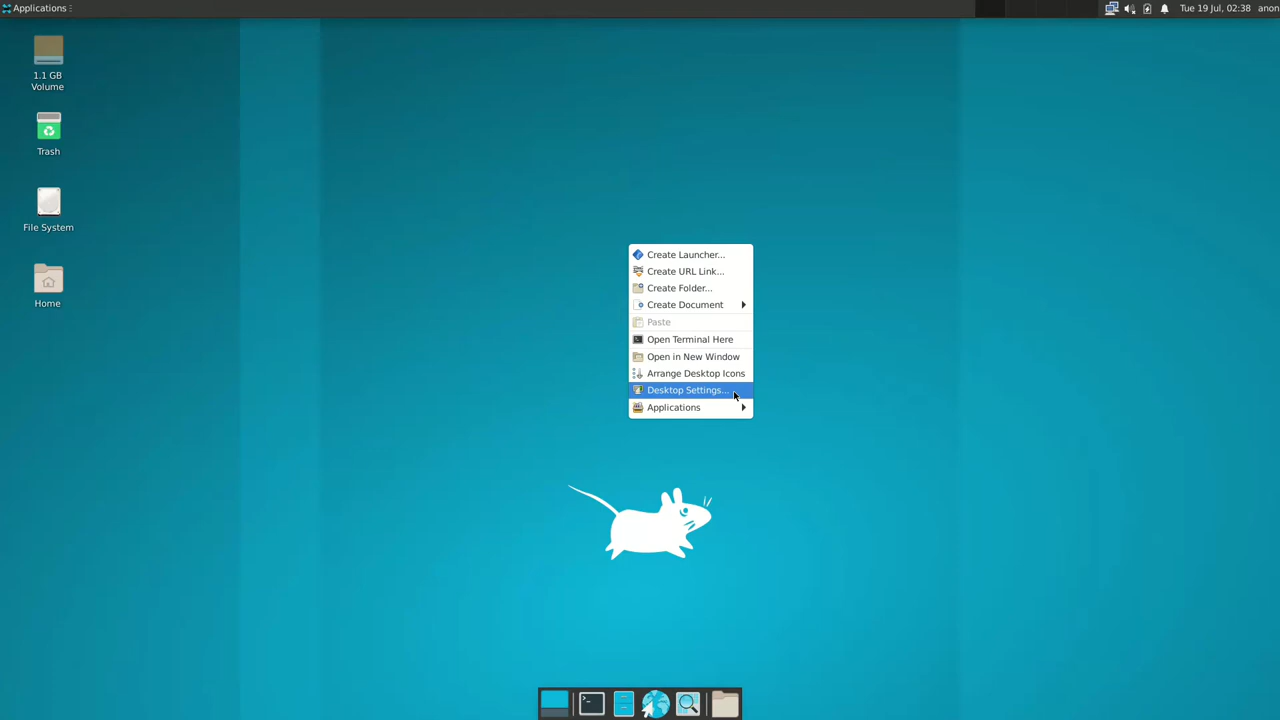 Applications
Tue 19 Jul, 02:38 anon
1.1 GB
Volume
Trash
File System
Home
Create Launcher...
Create URL Link...
Create Folder...
Create Document
Paste
Open Terminal Here
Open in New Window
Arrange Desktop Icons
Desktop Settings...
Applications